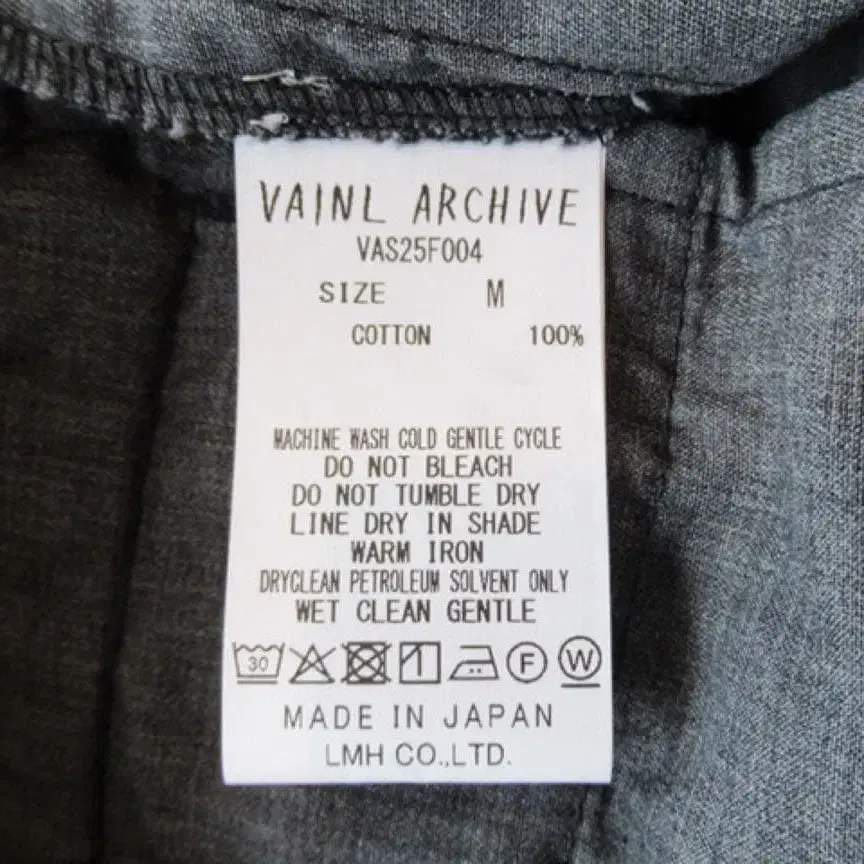 VAINL ARCHIVE
VAS25F004
SIZE M
COTTON 100%
MACHINE WASH COLD GENTLE CYCLE
DO NOT BLEACH
DO NOT TUMBLE DRY
LINE DRY IN SHADE
WARM IRON
DRYCLEAN PETROLEUM SOLVENT ONLY
WET CLEAN GENTLE
30 F W
MADE IN JAPAN
LMH CO.,LTD.